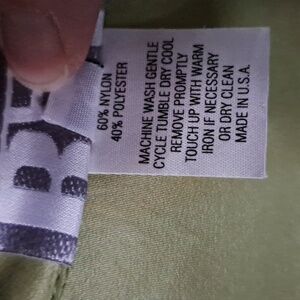 60% NYLON
40% POLYESTER
MACHINE WASH GENTLE
CYCLE TUMBLE DRY COOL
REMOVE PROMPTLY
TOUCH UP WITH WARM
IRON IF NECESSARY
OR DRY CLEAN
MADE IN U.S.A.